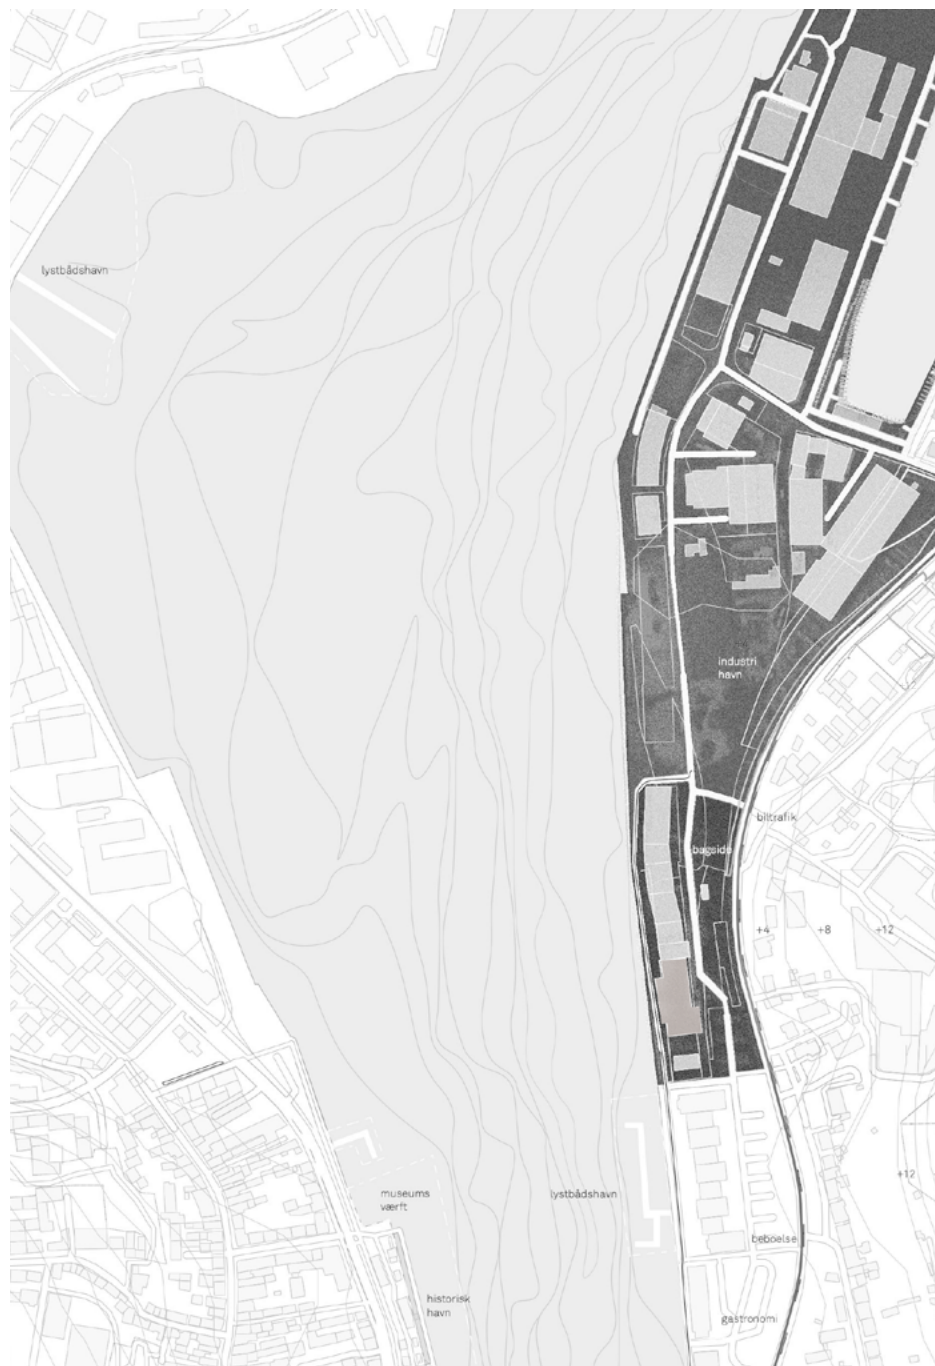 lystbådshavn
industri
havn
biltrafik
bagside
+4
+8
+12
+12
museums
værft
lystbådshavn
beboelse
historisk
havn
gastronomi